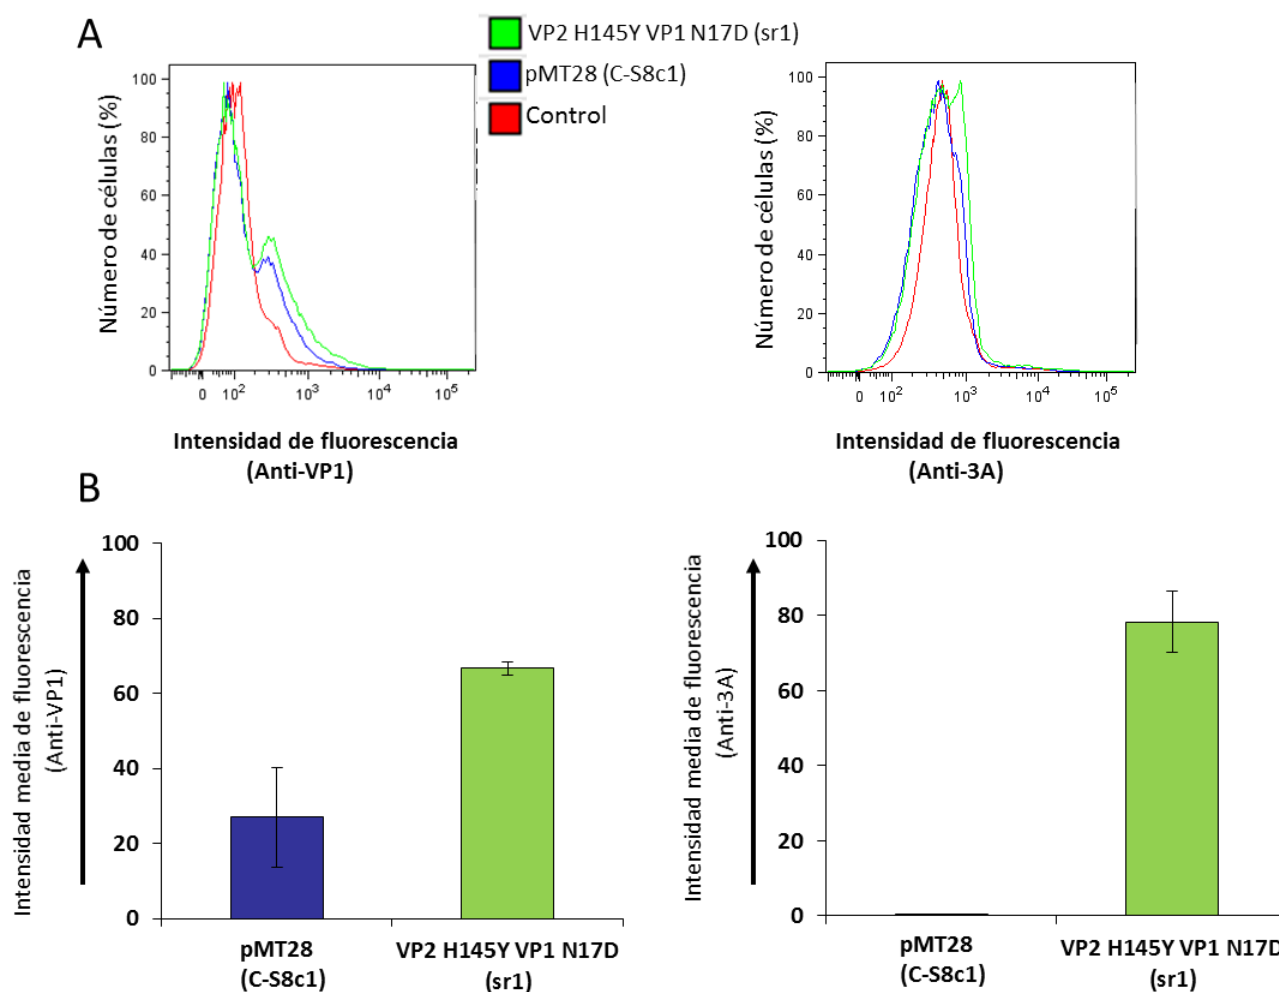 A
VP2 H145Y VP1 N17D (sr1)
pMT28 (C-S8c1)
Control
Número de células (%)
100
80
60
40
20
0
0 10² 10³ 10⁴ 10⁵
Intensidad de fluorescencia
(Anti-VP1)
Número de células (%)
100
80
60
40
20
0
0 10² 10³ 10⁴ 10⁵
Intensidad de fluorescencia
(Anti-3A)
B
Intensidad media de fluorescencia
(Anti-VP1)
100
80
60
40
20
0
pMT28
(C-S8c1)
VP2 H145Y VP1 N17D
(sr1)
Intensidad media de fluorescencia
(Anti-3A)
100
80
60
40
20
0
pMT28
(C-S8c1)
VP2 H145Y VP1 N17D
(sr1)